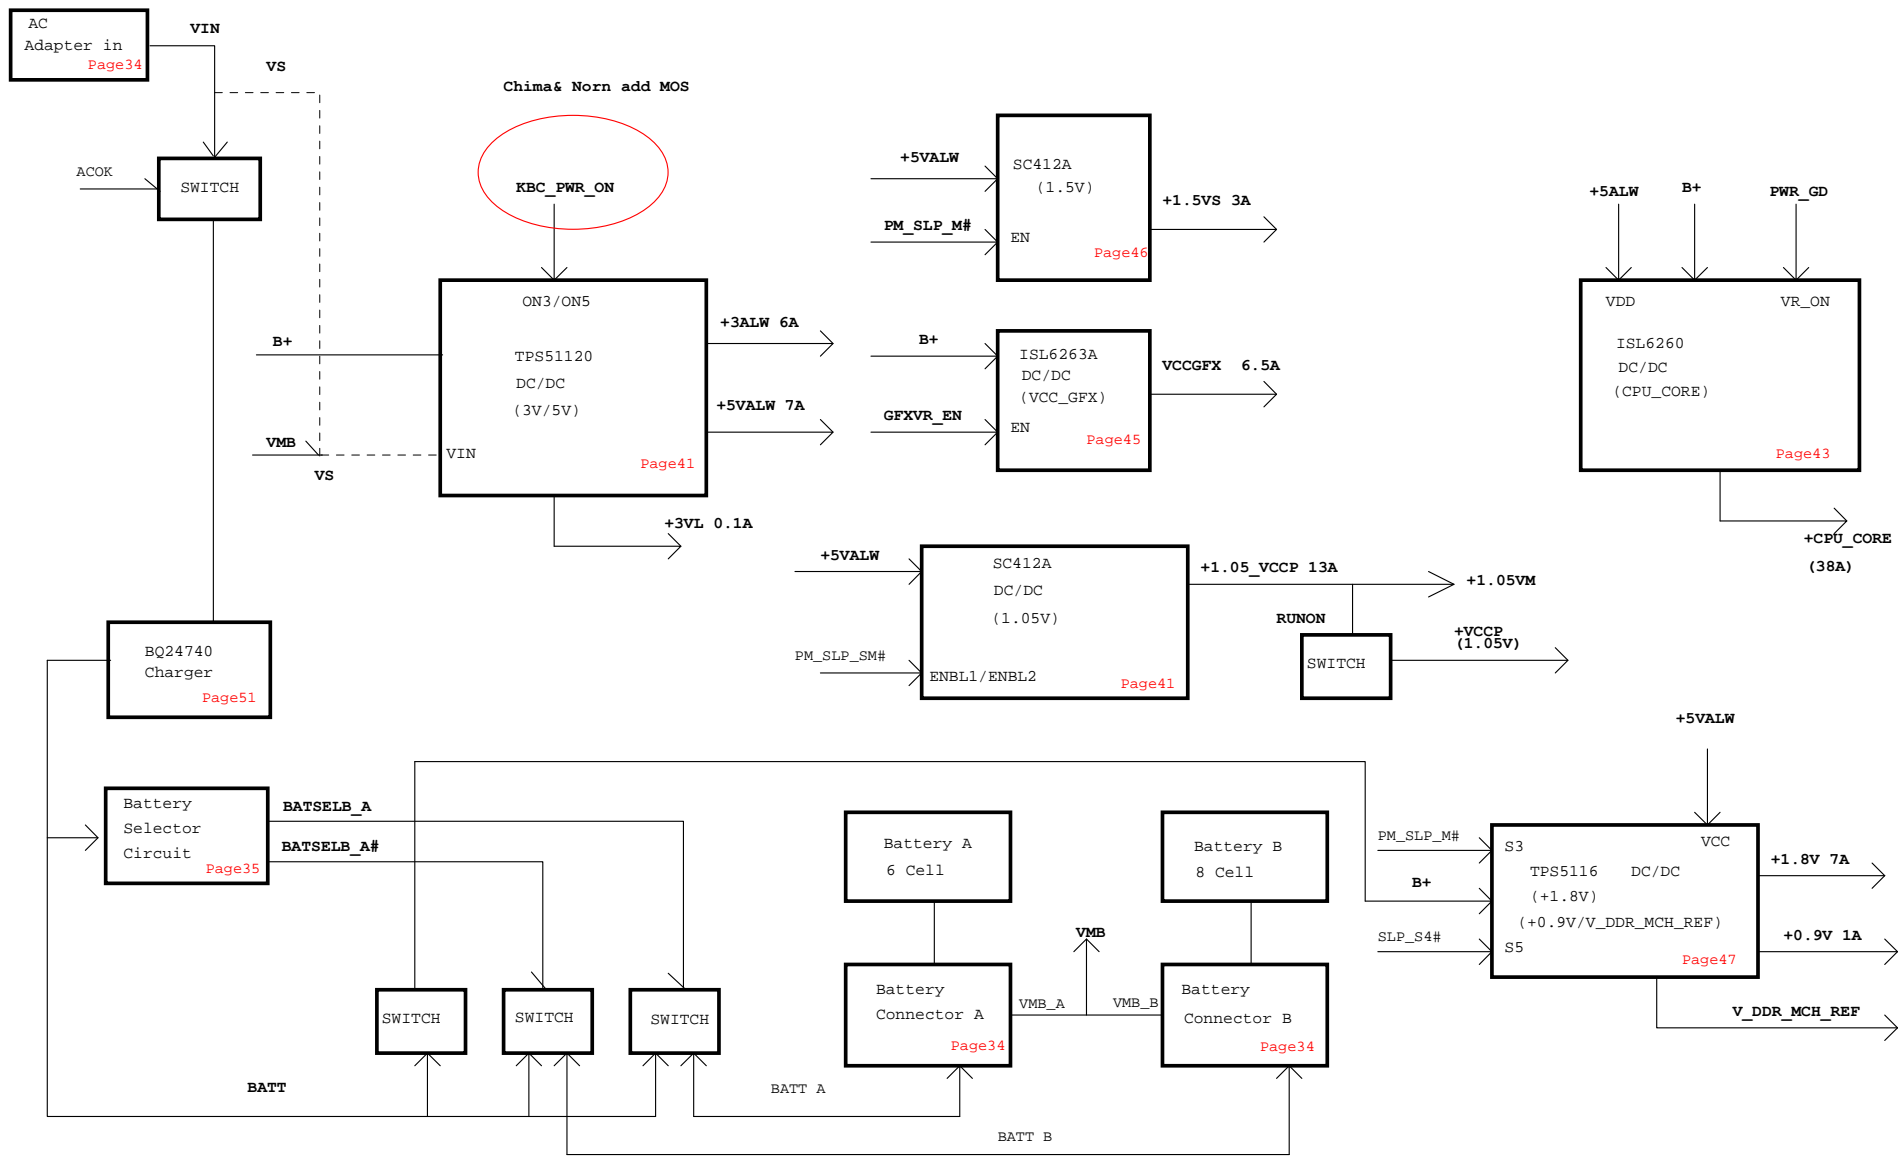 AC
Adapter in
Page34
VIN
VS
ACOK
SWITCH
Chima& Norn add MOS
KBC_PWR_ON
ON3/ON5
TPS51120
DC/DC
(3V/5V)
VIN
Page41
B+
VMB
VS
+3ALW 6A
+5VALW 7A
+3VL 0.1A
+5VALW
PM_SLP_M#
SC412A
(1.5V)
EN
Page46
+1.5VS 3A
B+
GFXVR_EN
ISL6263A
DC/DC
(VCC_GFX)
EN
Page45
VCCGFX 6.5A
+5ALW
B+
PWR_GD
VDD
VR_ON
ISL6260
DC/DC
(CPU_CORE)
Page43
+CPU_CORE
(38A)
+5VALW
PM_SLP_SM#
SC412A
DC/DC
(1.05V)
ENBL1/ENBL2
Page41
+1.05_VCCP 13A
+1.05VM
RUNON
SWITCH
+VCCP
(1.05V)
BQ24740
Charger
Page51
Battery
Selector
Circuit
Page35
BATSELB_A
BATSELB_A#
SWITCH
SWITCH
SWITCH
BATT
BATT A
BATT B
Battery A
6 Cell
Battery B
8 Cell
VMB
Battery
Connector A
Page34
VMB_A
VMB_B
Battery
Connector B
Page34
+5VALW
PM_SLP_M#
B+
SLP_S4#
S3
VCC
TPS5116 DC/DC
(+1.8V)
(+0.9V/V_DDR_MCH_REF)
S5
Page47
+1.8V 7A
+0.9V 1A
V_DDR_MCH_REF